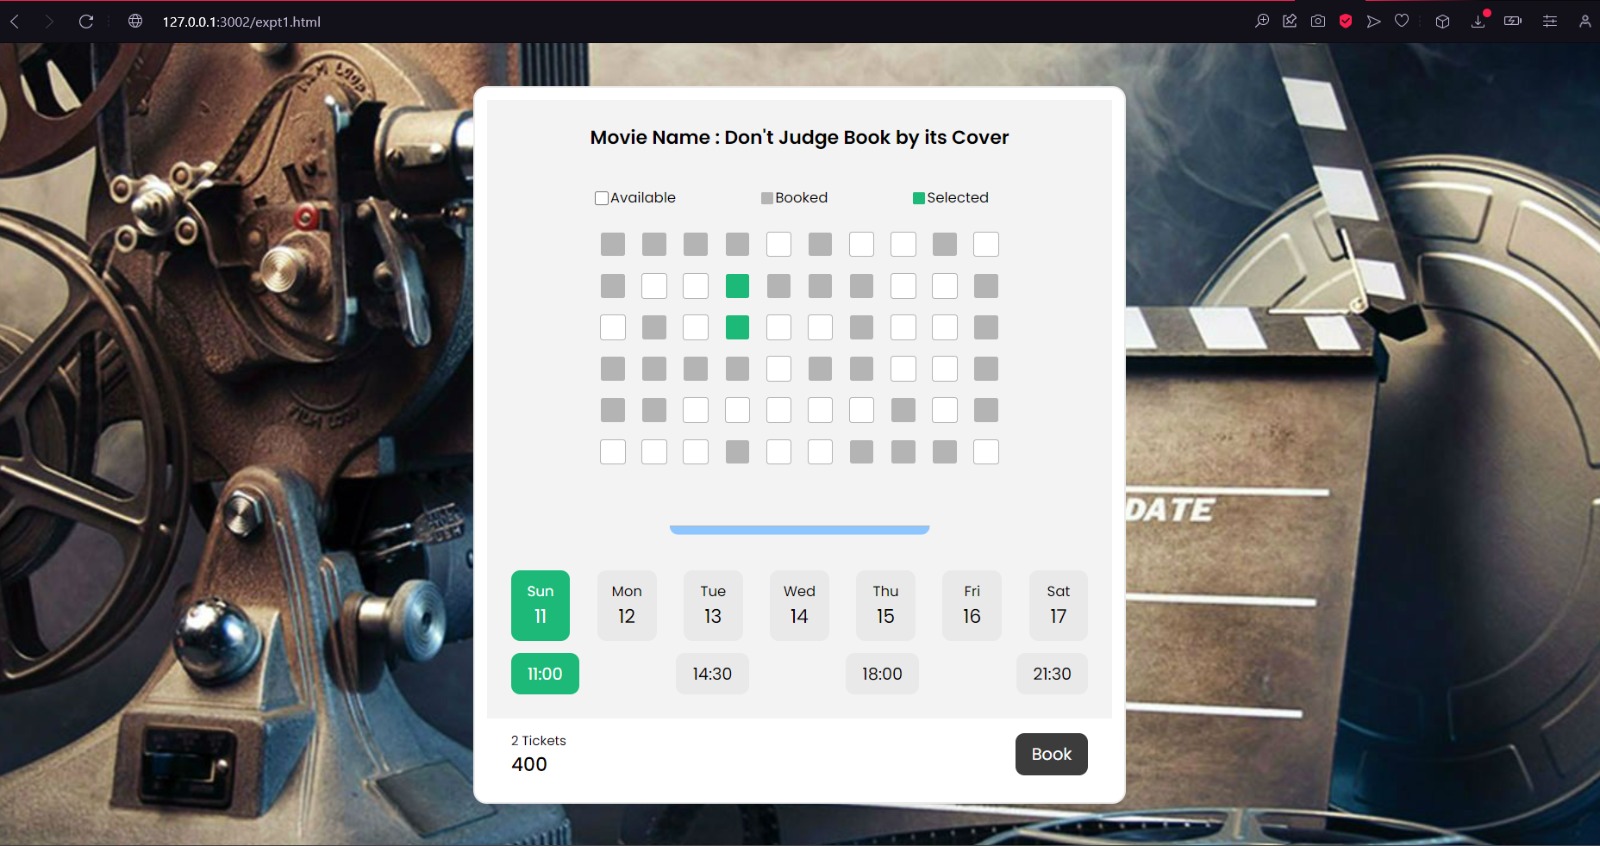 127.0.0.1:3002/expt1.html
Movie Name : Don't Judge Book by its Cover
Available Booked Selected
Sun Mon Tue Wed Thu Fri Sat
11 12 13 14 15 16 17
11:00 14:30 18:00 21:30
2 Tickets
400
Book
DATE